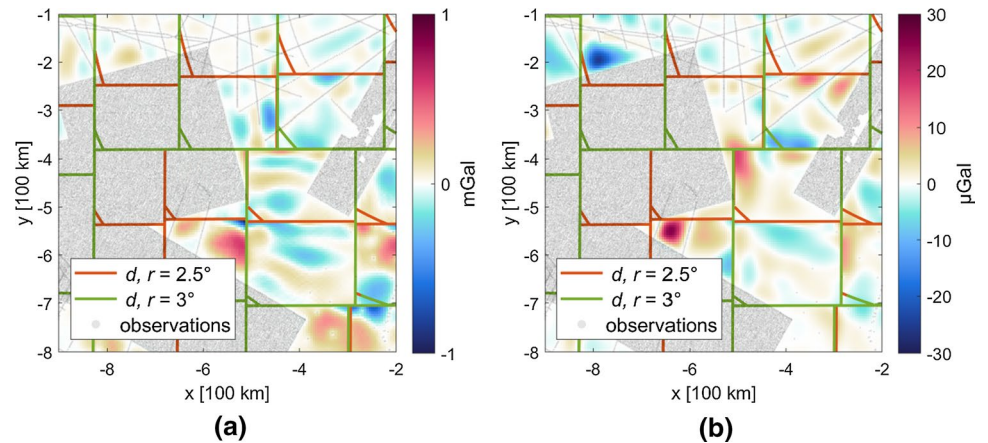 -1
-2
-3
-4
-5
-6
-7
-8
y [100 km]
-8
-6
-4
-2
x [100 km]
d, r = 2.5°
d, r = 3°
observations
1
0
-1
mGal
(a)
-1
-2
-3
-4
-5
-6
-7
-8
y [100 km]
-8
-6
-4
-2
x [100 km]
d, r = 2.5°
d, r = 3°
observations
30
20
10
0
-10
-20
-30
µGal
(b)